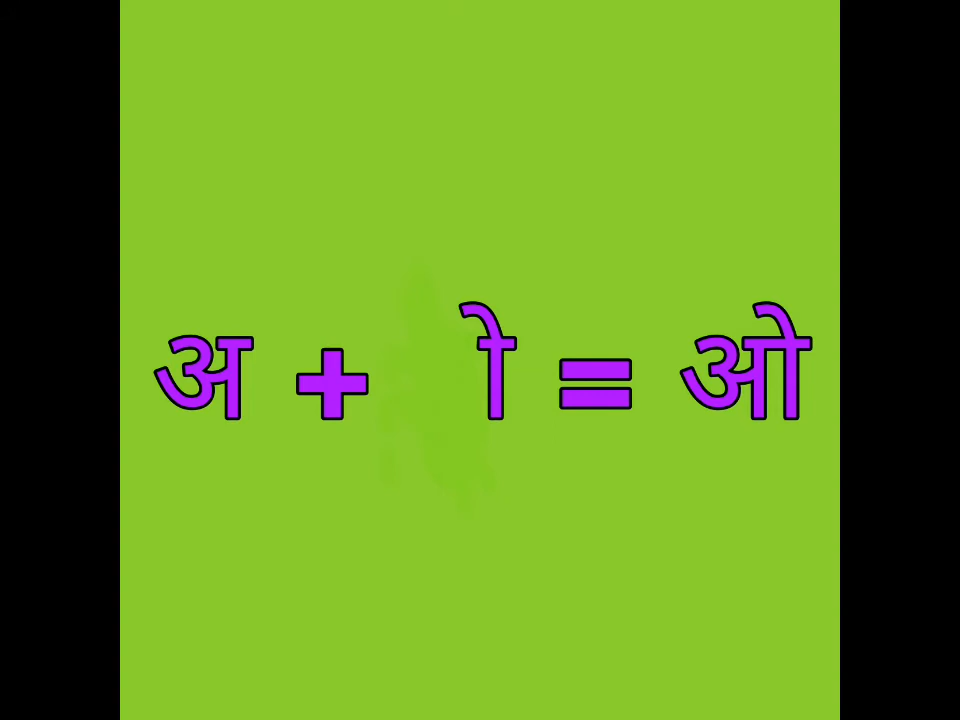 अ + ो = ओ